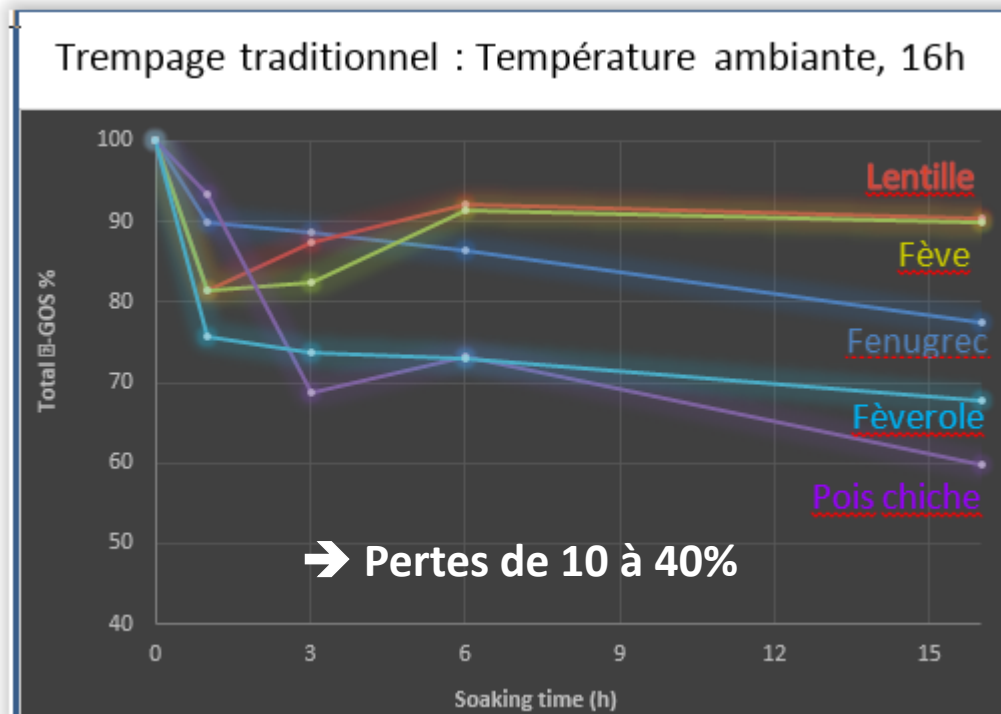 Trempage traditionnel : Température ambiante, 16h
100
90
80
70
60
50
40
Total -GOS %
Lentille
Fève
Fenugrec
Fèverole
Pois chiche
➔ Pertes de 10 à 40%
0 3 6 9 12 15
Soaking time (h)